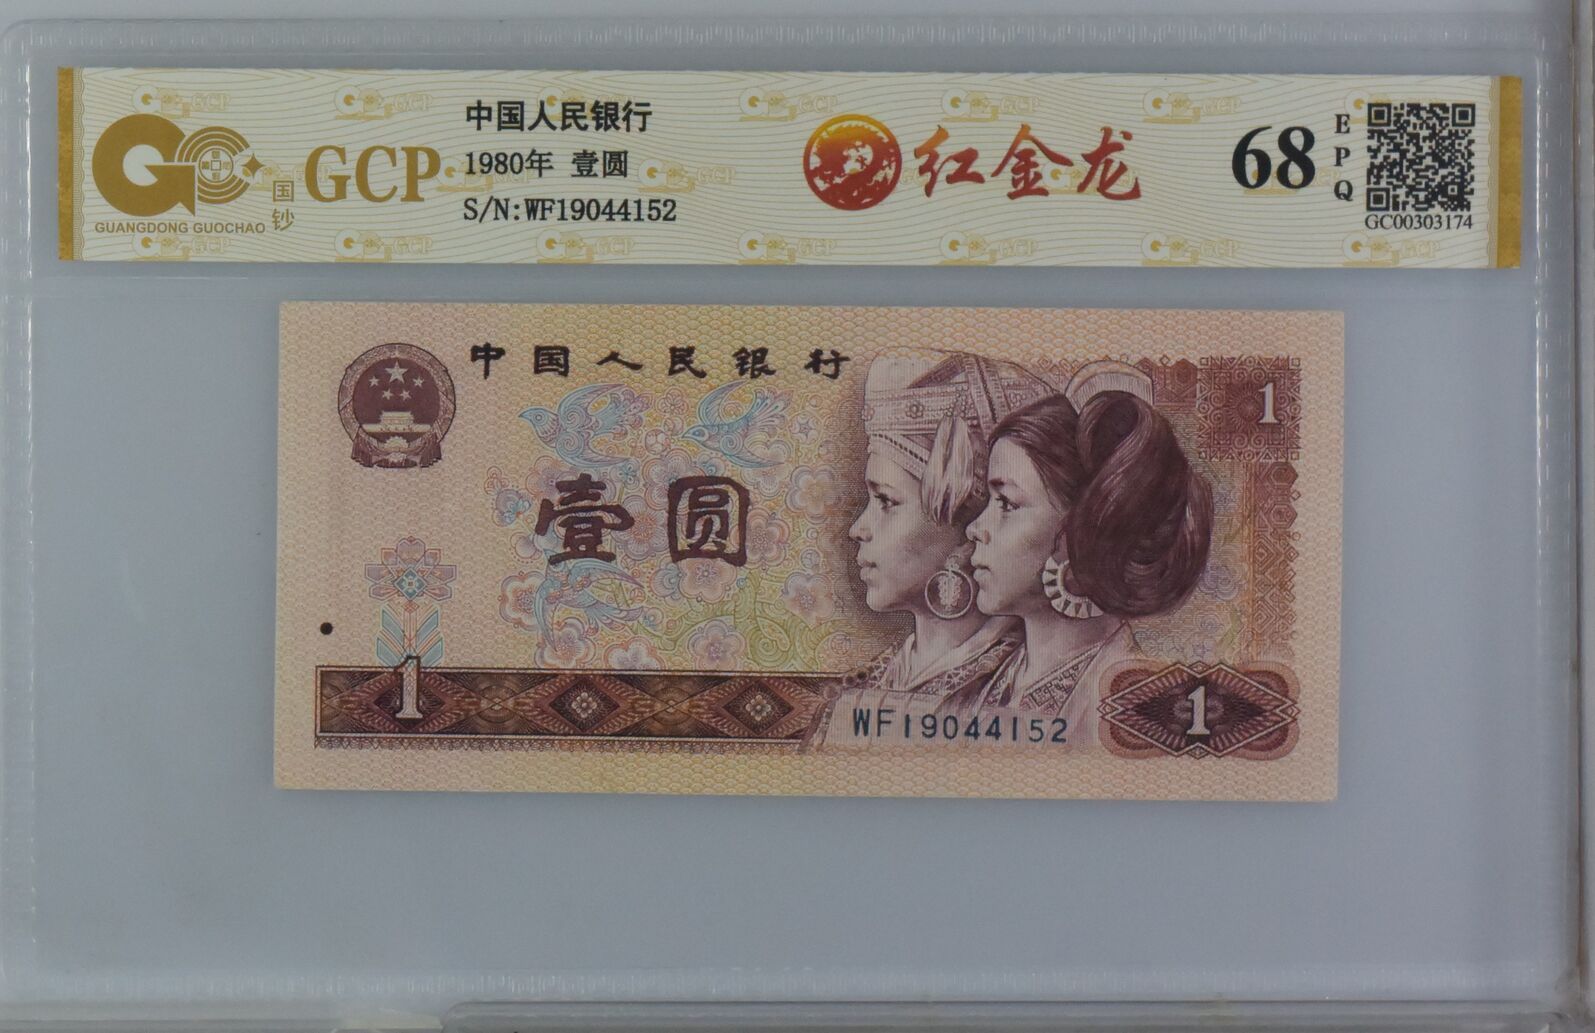 中国人民银行
1980年 壹圆
S/N:WF19044152
GCP
国钞
GUANGDONG GUOCHAO
红金龙
68
EPQ
GC00303174
中国人民银行
1
壹圆
1
WF19044152
1